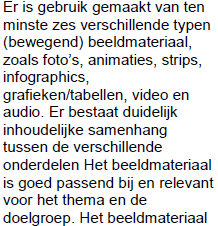 Er is gebruik gemaakt van ten
minste zes verschillende typen
(bewegend) beeldmateriaal,
zoals foto's, animaties, strips,
infographics,
grafieken/tabellen, video en
audio. Er bestaat duidelijk
inhoudelijke samenhang
tussen de verschillende
onderdelen Het beeldmateriaal
is goed passend bij en relevant
voor het thema en de
doelgroep. Het beeldmateriaal